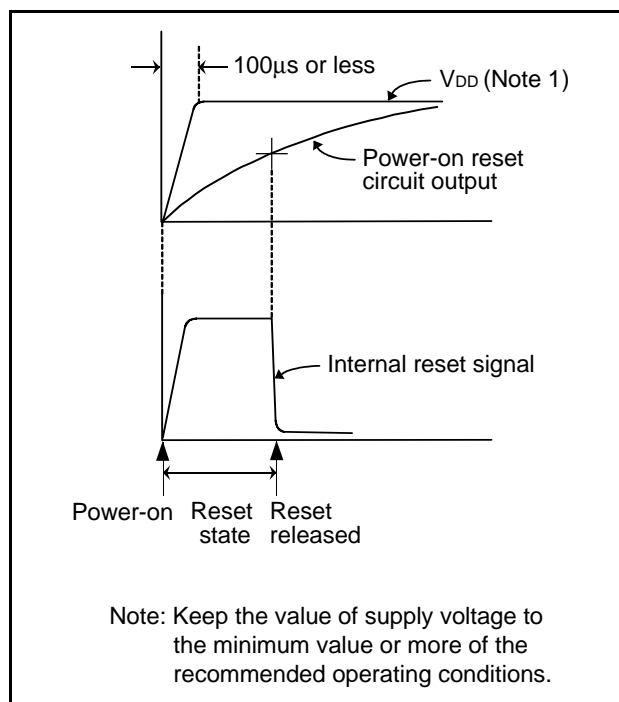 100μs or less
VDD (Note 1)
Power-on reset
circuit output
Internal reset signal
Power-on
Reset
state
Reset
released
Note: Keep the value of supply voltage to
the minimum value or more of the
recommended operating conditions.